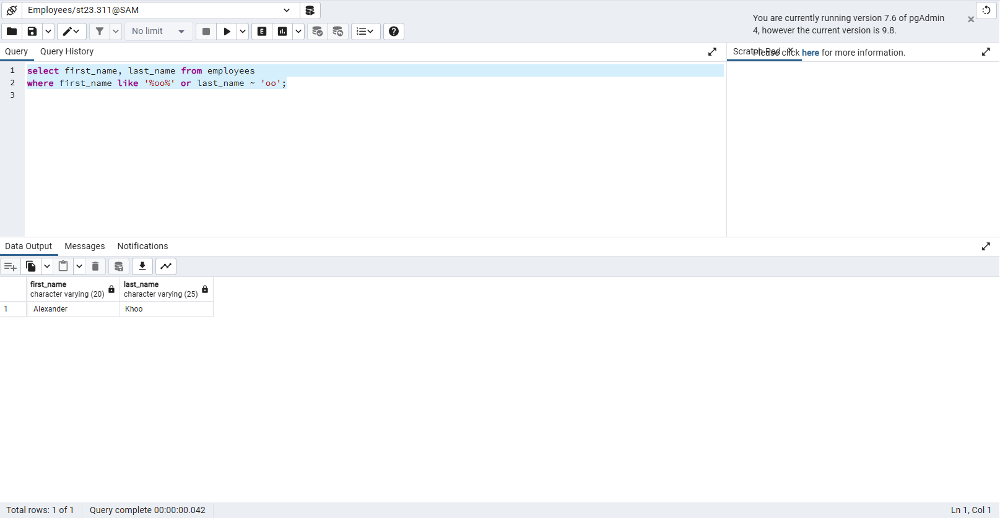 Employees/st23.311@SAM
You are currently running version 7.6 of pgAdmin
4, however the current version is 9.8.
Please click here for more information.
No limit
E
Query
Query History
Scratch Pad
1 select first_name, last_name from employees
2 where first_name like '%oo%' or last_name ~ 'oo';
3
Data Output
Messages
Notifications
first_name
character varying (20)
last_name
character varying (25)
1 Alexander Khoo
Total rows: 1 of 1
Query complete 00:00:00.042
Ln 1, Col 1